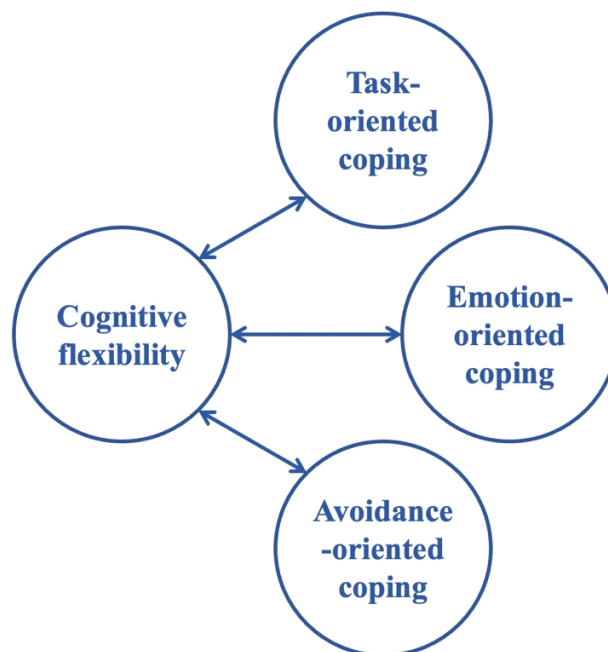 Task-
oriented
coping
Cognitive
flexibility
Emotion-
oriented
coping
Avoidance
-oriented
coping